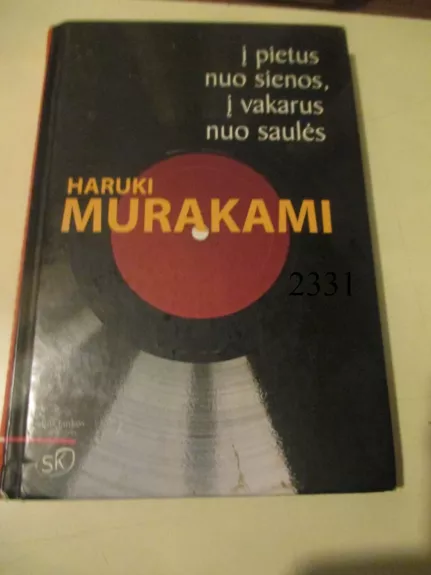 į pietus
nuo sienos,
į vakarus
nuo saulės
HARUKI
MURAKAMI
2331
SK